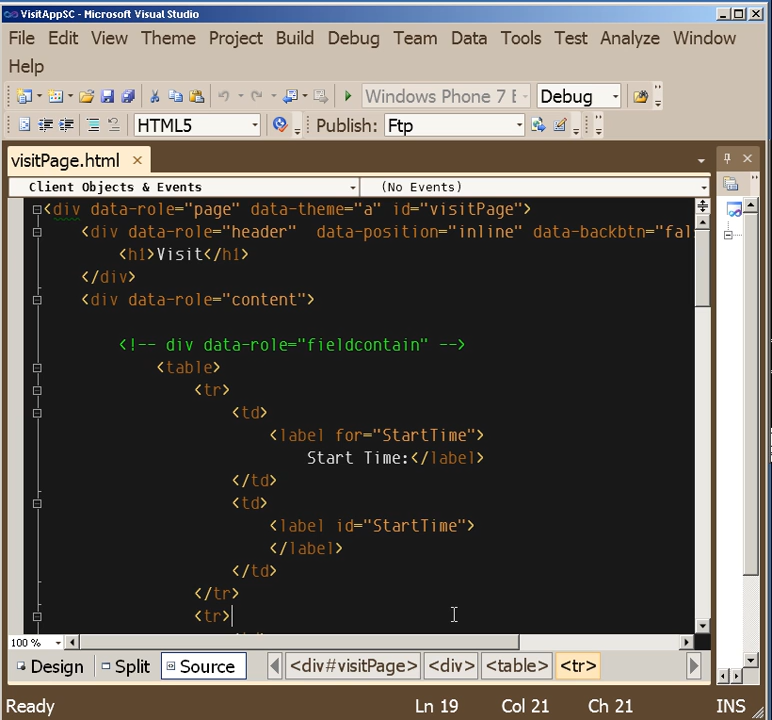 VisitAppSC - Microsoft Visual Studio
File Edit View Theme Project Build Debug Team Data Tools Test Analyze Window
Help
Windows Phone 7 E Debug
HTML5 Publish: Ftp
visitPage.html
Client Objects & Events (No Events)
<div data-role="page" data-theme="a" id="visitPage">
<div data-role="header"  data-position="inline" data-backbtn="fal
<h1>Visit</h1>
</div>
<div data-role="content">
<!-- div data-role="fieldcontain" -->
<table>
<tr>
<td>
<label for="StartTime">
Start Time:</label>
</td>
<td>
<label id="StartTime">
</label>
</td>
</tr>
<tr>
100 %
Design Split Source <div#visitPage> <div> <table> <tr>
Ready Ln 19 Col 21 Ch 21 INS